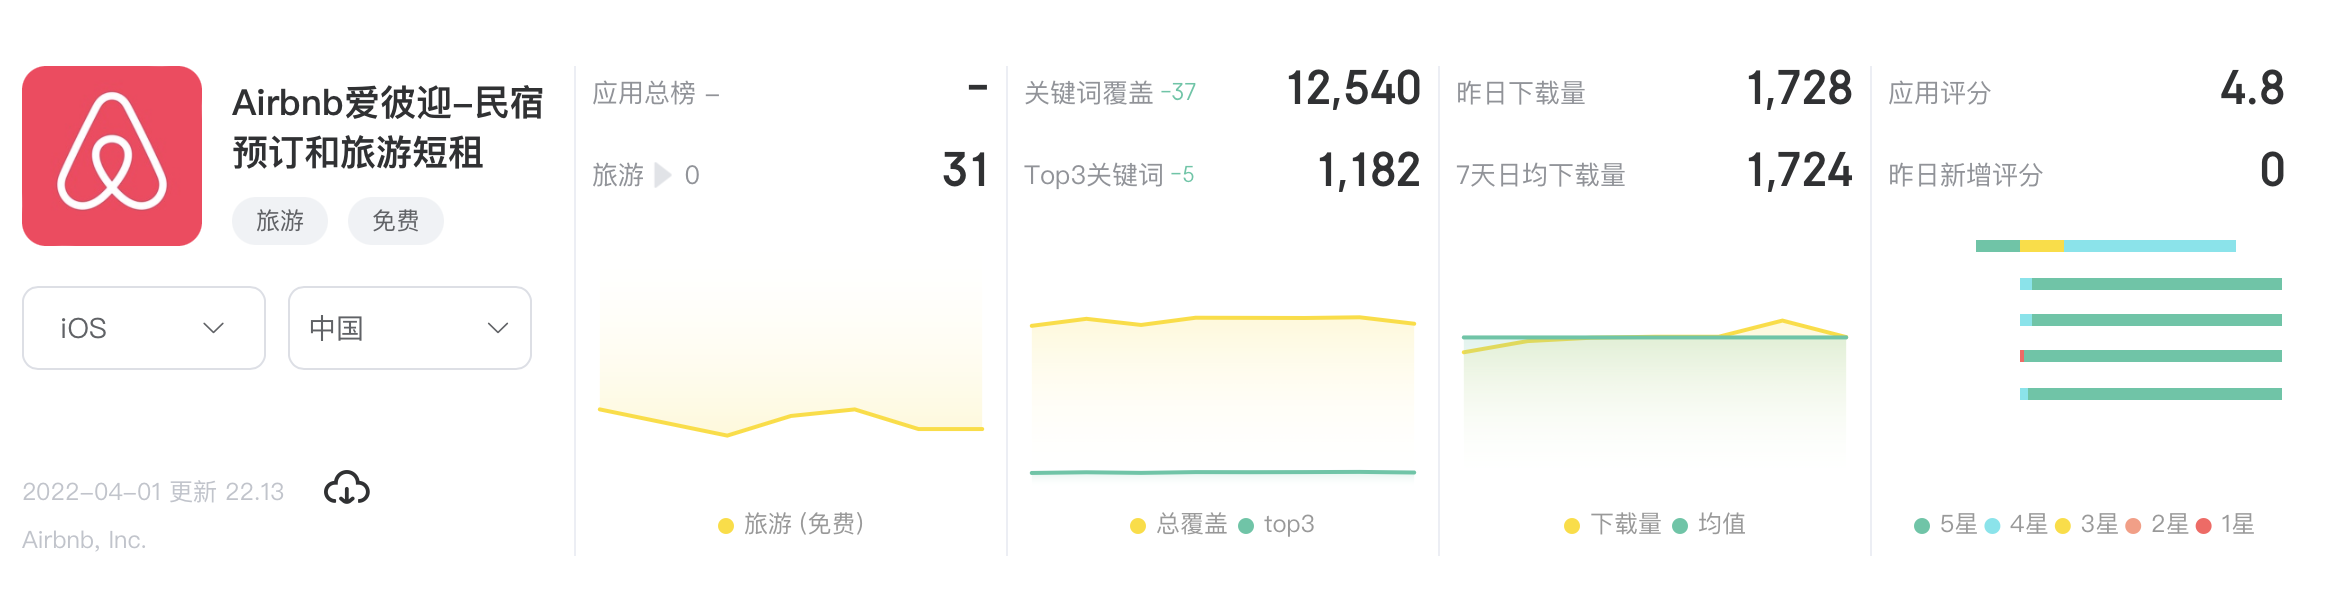 Airbnb爱彼迎-民宿
预订和旅游短租
旅游 免费
iOS 中国
2022-04-01 更新 22.13
Airbnb, Inc.
应用总榜 - -
旅游 0 31
旅游 (免费)
关键词覆盖 -37 12,540
Top3关键词 -5 1,182
总覆盖 top3
昨日下载量 1,728
7天日均下载量 1,724
下载量 均值
应用评分 4.8
昨日新增评分 0
5星 4星 3星 2星 1星